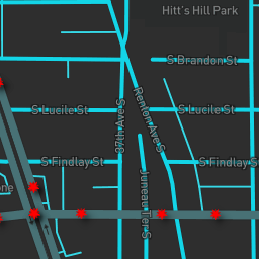 Hitt's Hill Park
S Brandon St
S Lucile St
S Lucile St
37th Ave S
Renton Ave S
S Findlay St
S Findlay St
Juneau Ter S